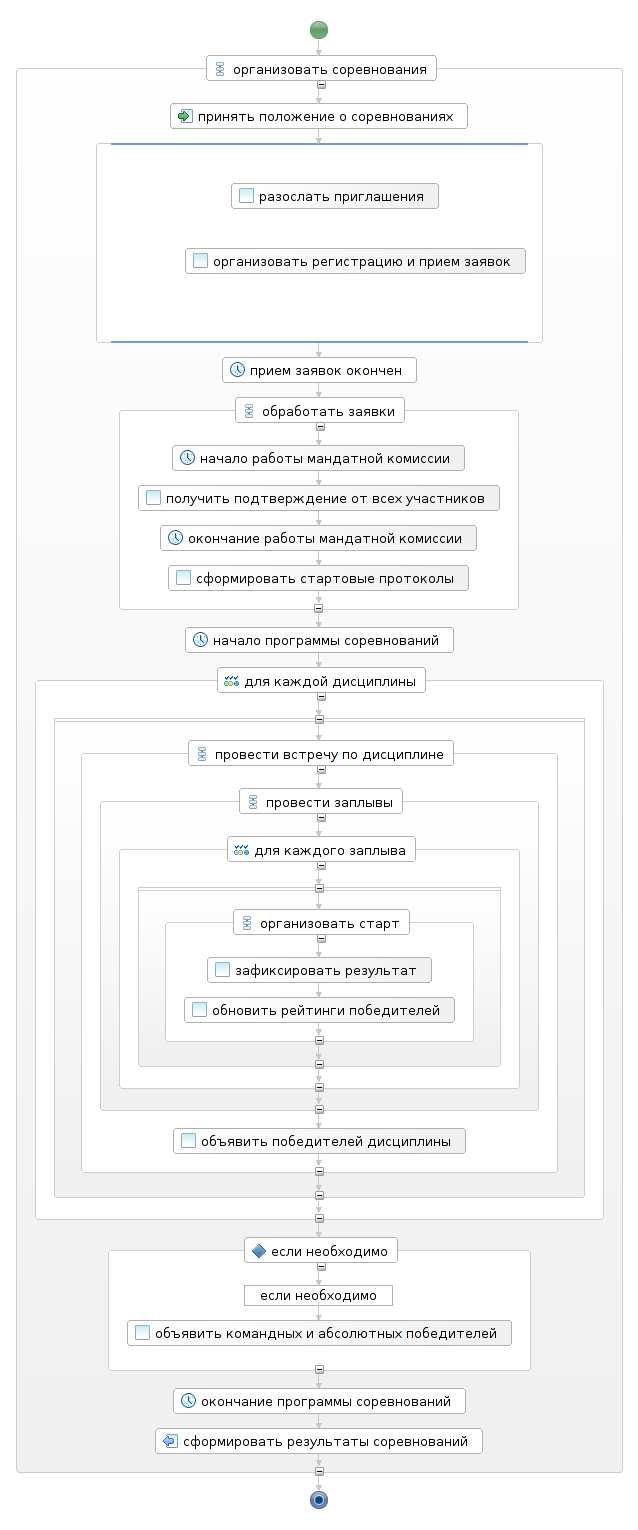 организовать соревнования
принять положение о соревнованиях
разослать приглашения
организовать регистрацию и прием заявок
прием заявок окончен
обработать заявки
начало работы мандатной комиссии
получить подтверждение от всех участников
окончание работы мандатной комиссии
сформировать стартовые протоколы
начало программы соревнований
для каждой дисциплины
провести встречу по дисциплине
провести заплывы
для каждого заплыва
организовать старт
зафиксировать результат
обновить рейтинги победителей
объявить победителей дисциплины
если необходимо
если необходимо
объявить командных и абсолютных победителей
окончание программы соревнований
сформировать результаты соревнований